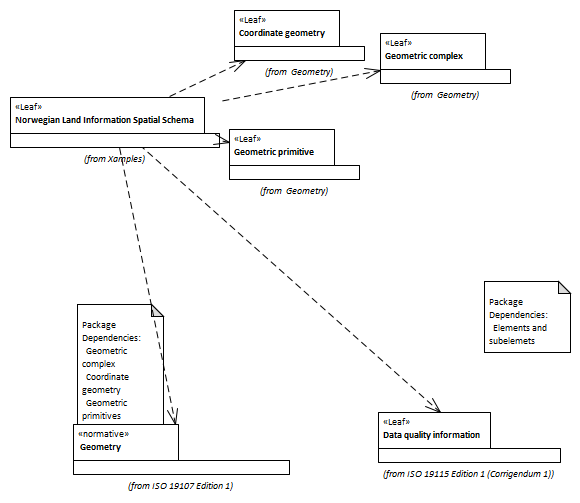 «Leaf»
Coordinate geometry
(from Geometry)
«Leaf»
Geometric complex
(from Geometry)
«Leaf»
Norwegian Land Information Spatial Schema
(from Xamples)
«Leaf»
Geometric primitive
(from Geometry)
Package
Dependencies:
Elements and
subelemets
Package
Dependencies:
Geometric
complex
Coordinate
geometry
Geometric
primitives
«normative»
Geometry
(from ISO 19107 Edition 1)
«Leaf»
Data quality information
(from ISO 19115 Edition 1 (Corrigendum 1))